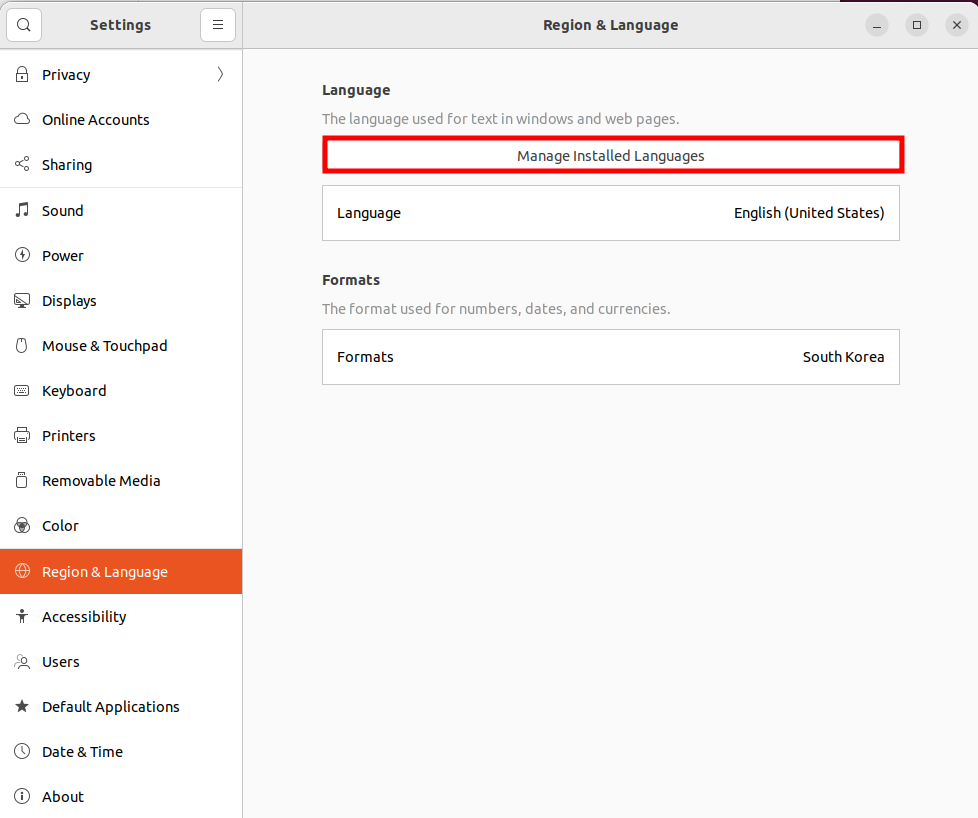 Settings
Region & Language
Privacy
Online Accounts
Sharing
Sound
Power
Displays
Mouse & Touchpad
Keyboard
Printers
Removable Media
Color
Region & Language
Accessibility
Users
Default Applications
Date & Time
About
Language
The language used for text in windows and web pages.
Manage Installed Languages
Language English (United States)
Formats
The format used for numbers, dates, and currencies.
Formats South Korea